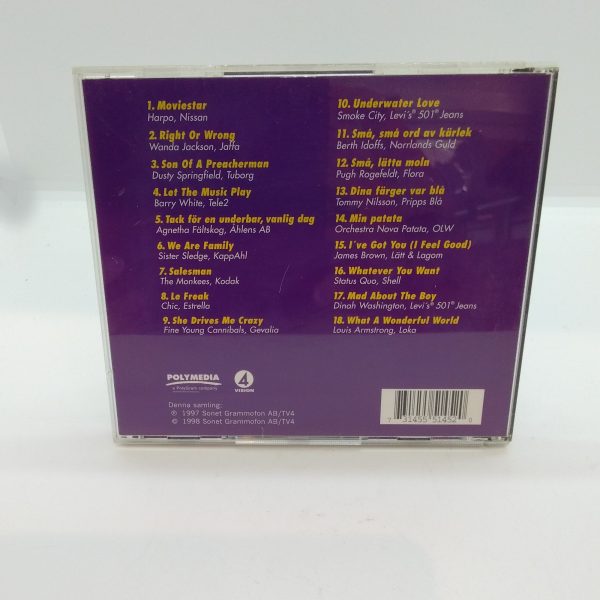 1. Moviestar
Harpo, Nissan
2. Right Or Wrong
Wanda Jackson, Jaffa
3. Son Of A Preacherman
Dusty Springfield, Tuborg
4. Let The Music Play
Barry White, Tele2
5. Tack för en underbar, vanlig dag
Agnetha Fältskog, Åhlens AB
6. We Are Family
Sister Sledge, KappAhl
7. Salesman
The Monkees, Kodak
8. Le Freak
Chic, Estrella
9. She Drives Me Crazy
Fine Young Cannibals, Gevalia
10. Underwater Love
Smoke City, Levi's® 501® Jeans
11. Små, små ord av kärlek
Berth Idoffs, Norrlands Guld
12. Små, lätta moln
Pugh Rogefeldt, Flora
13. Dina färger var blå
Tommy Nilsson, Pripps Blå
14. Min patata
Orchestra Nova Patata, OLW
15. I've Got You (I Feel Good)
James Brown, Lätt & Lagom
16. Whatever You Want
Status Quo, Shell
17. Mad About The Boy
Dinah Washington, Levi's® 501® Jeans
18. What A Wonderful World
Louis Armstrong, Loka
POLYMEDIA
a PolyGram company
4
VISION
Denna samling:
℗ 1997 Sonet Grammofon AB/TV4
© 1998 Sonet Grammofon AB/TV4
7 31455 51452 0